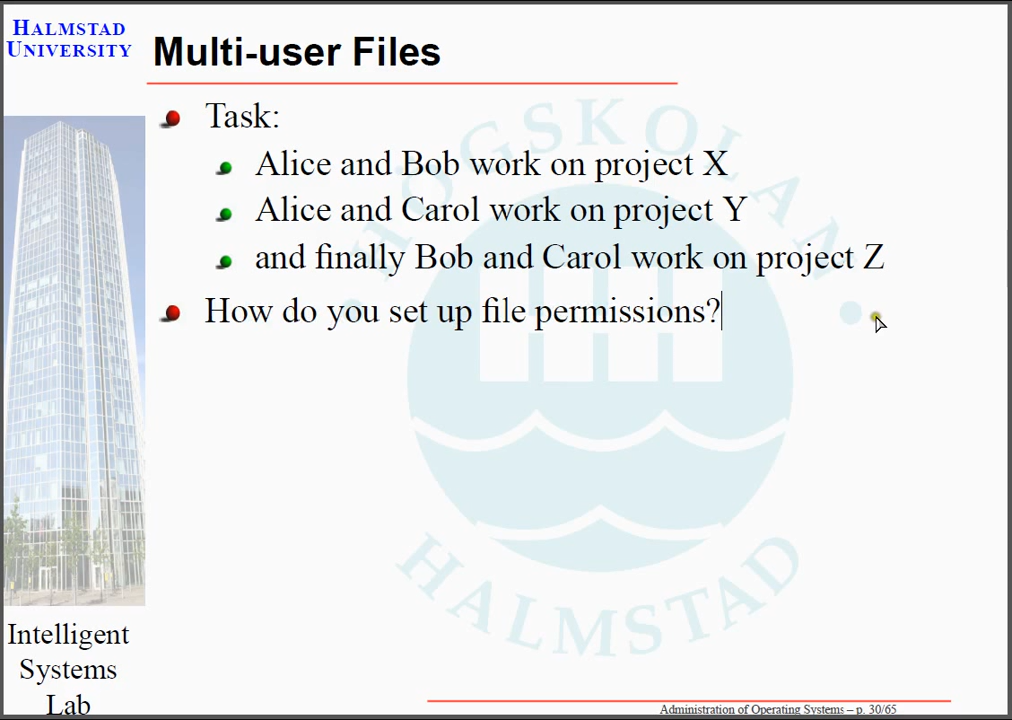 HALMSTAD
UNIVERSITY
Multi-user Files
Task:
Alice and Bob work on project X
Alice and Carol work on project Y
and finally Bob and Carol work on project Z
How do you set up file permissions?
HÖGSKOLAN
HALMSTAD
Intelligent
Systems
Lab
Administration of Operating Systems – p. 30/65